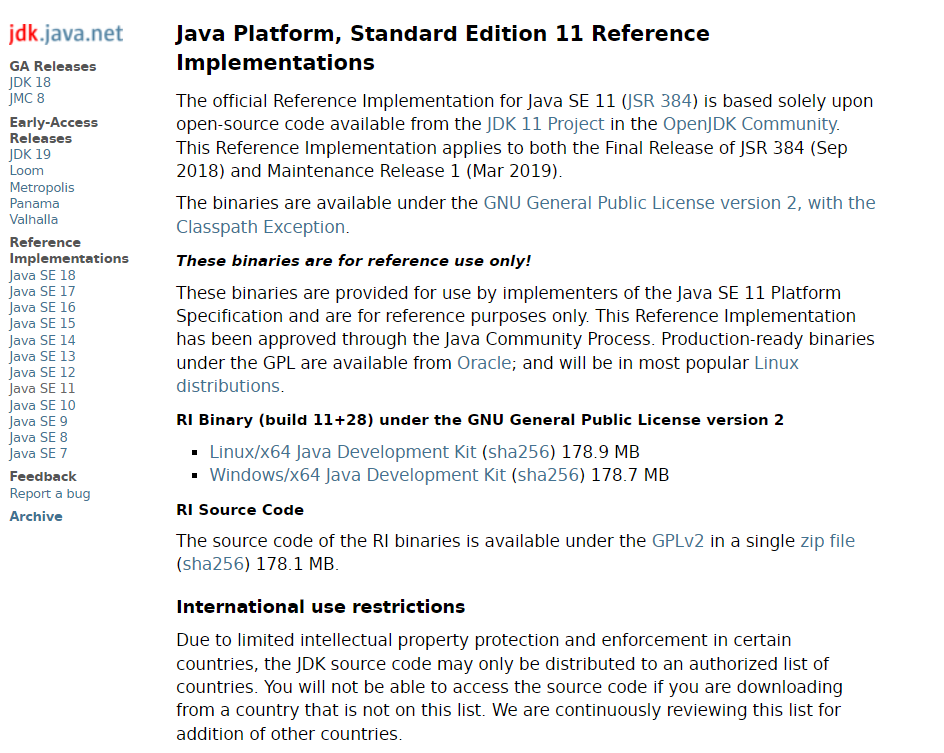 jdk.java.net
GA Releases
JDK 18
JMC 8
Early-Access
Releases
JDK 19
Loom
Metropolis
Panama
Valhalla
Reference
Implementations
Java SE 18
Java SE 17
Java SE 16
Java SE 15
Java SE 14
Java SE 13
Java SE 12
Java SE 11
Java SE 10
Java SE 9
Java SE 8
Java SE 7
Feedback
Report a bug
Archive
Java Platform, Standard Edition 11 Reference
Implementations
The official Reference Implementation for Java SE 11 (JSR 384) is based solely upon
open-source code available from the JDK 11 Project in the OpenJDK Community.
This Reference Implementation applies to both the Final Release of JSR 384 (Sep
2018) and Maintenance Release 1 (Mar 2019).
The binaries are available under the GNU General Public License version 2, with the
Classpath Exception.
These binaries are for reference use only!
These binaries are provided for use by implementers of the Java SE 11 Platform
Specification and are for reference purposes only. This Reference Implementation
has been approved through the Java Community Process. Production-ready binaries
under the GPL are available from Oracle; and will be in most popular Linux
distributions.
RI Binary (build 11+28) under the GNU General Public License version 2
▪ Linux/x64 Java Development Kit (sha256) 178.9 MB
▪ Windows/x64 Java Development Kit (sha256) 178.7 MB
RI Source Code
The source code of the RI binaries is available under the GPLv2 in a single zip file
(sha256) 178.1 MB.
International use restrictions
Due to limited intellectual property protection and enforcement in certain
countries, the JDK source code may only be distributed to an authorized list of
countries. You will not be able to access the source code if you are downloading
from a country that is not on this list. We are continuously reviewing this list for
addition of other countries.